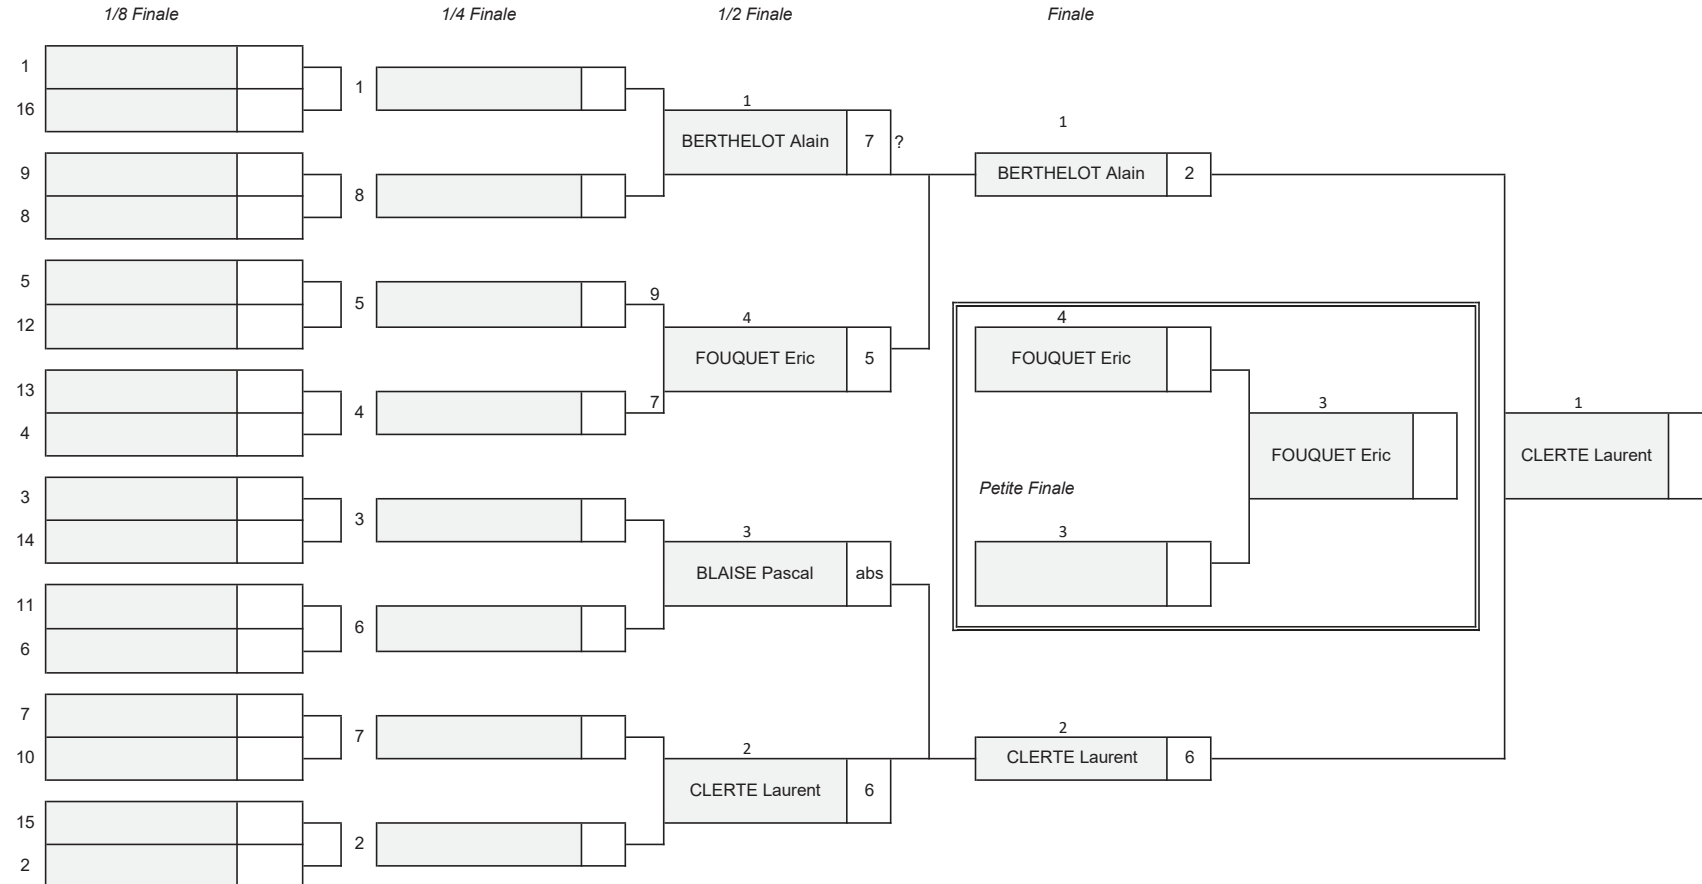 1/8 Finale
1/4 Finale
1/2 Finale
Finale
1
16
9
8
5
12
13
4
3
14
11
6
7
10
15
2
1
8
5
4
3
6
7
2
9
7
1
BERTHELOT Alain 7 ?
4
FOUQUET Eric 5
3
BLAISE Pascal abs
2
CLERTE Laurent 6
1
BERTHELOT Alain 2
4
FOUQUET Eric
Petite Finale
3
3
FOUQUET Eric
2
CLERTE Laurent 6
1
CLERTE Laurent